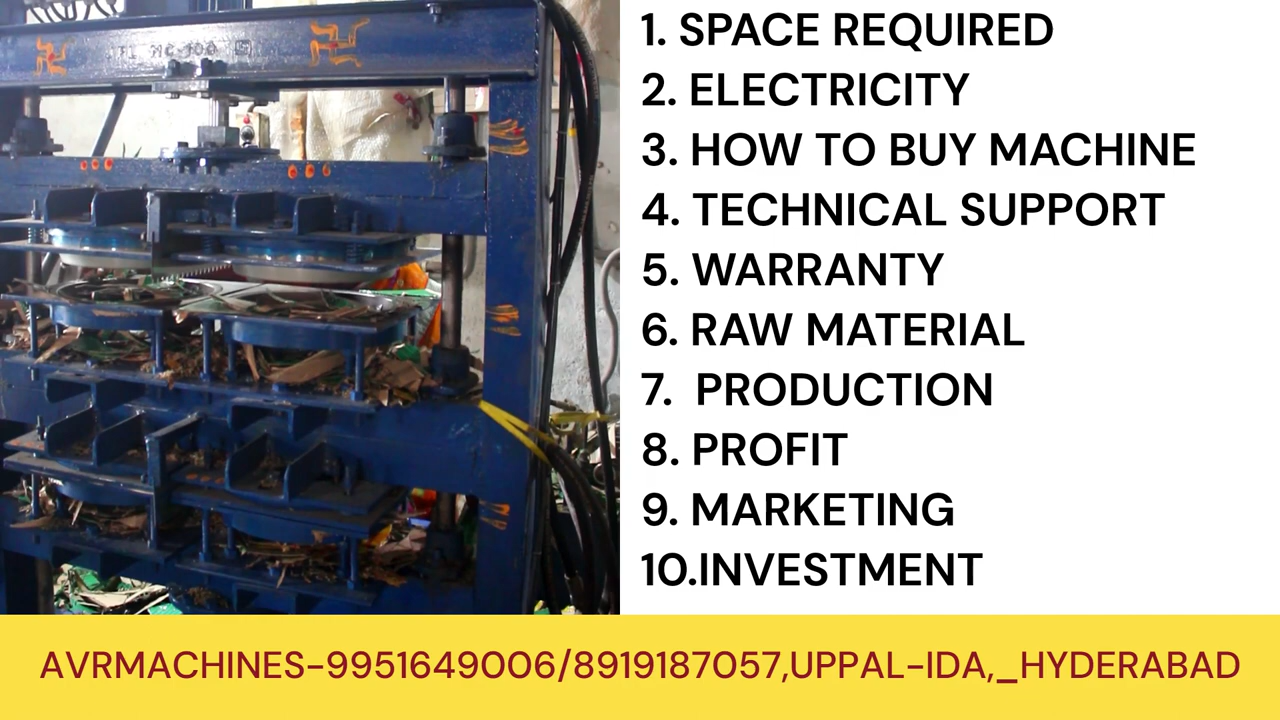 1. SPACE REQUIRED
2. ELECTRICITY
3. HOW TO BUY MACHINE
4. TECHNICAL SUPPORT
5. WARRANTY
6. RAW MATERIAL
7. PRODUCTION
8. PROFIT
9. MARKETING
10.INVESTMENT
AVRMACHINES-9951649006/8919187057,UPPAL-IDA,_HYDERABAD